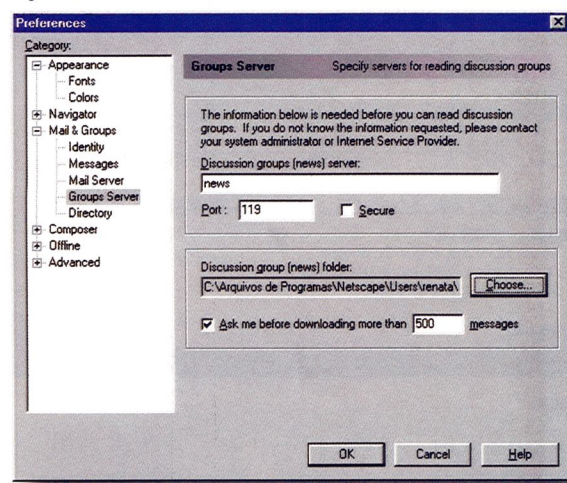 Preferences
Category:
Appearance
Fonts
Colors
Navigator
Mail & Groups
Identity
Messages
Mail Server
Groups Server
Directory
Composer
Offline
Advanced
Groups Server Specify servers for reading discussion groups
The information below is needed before you can read discussion
groups. If you do not know the information requested, please contact
your system administrator or Internet Service Provider.
Discussion groups (news) server:
news
Port: 119 Secure
Discussion group (news) folder:
C:\Arquivos de Programas\Netscape\Users\renata\ Choose...
Ask me before downloading more than 500 messages
OK Cancel Help